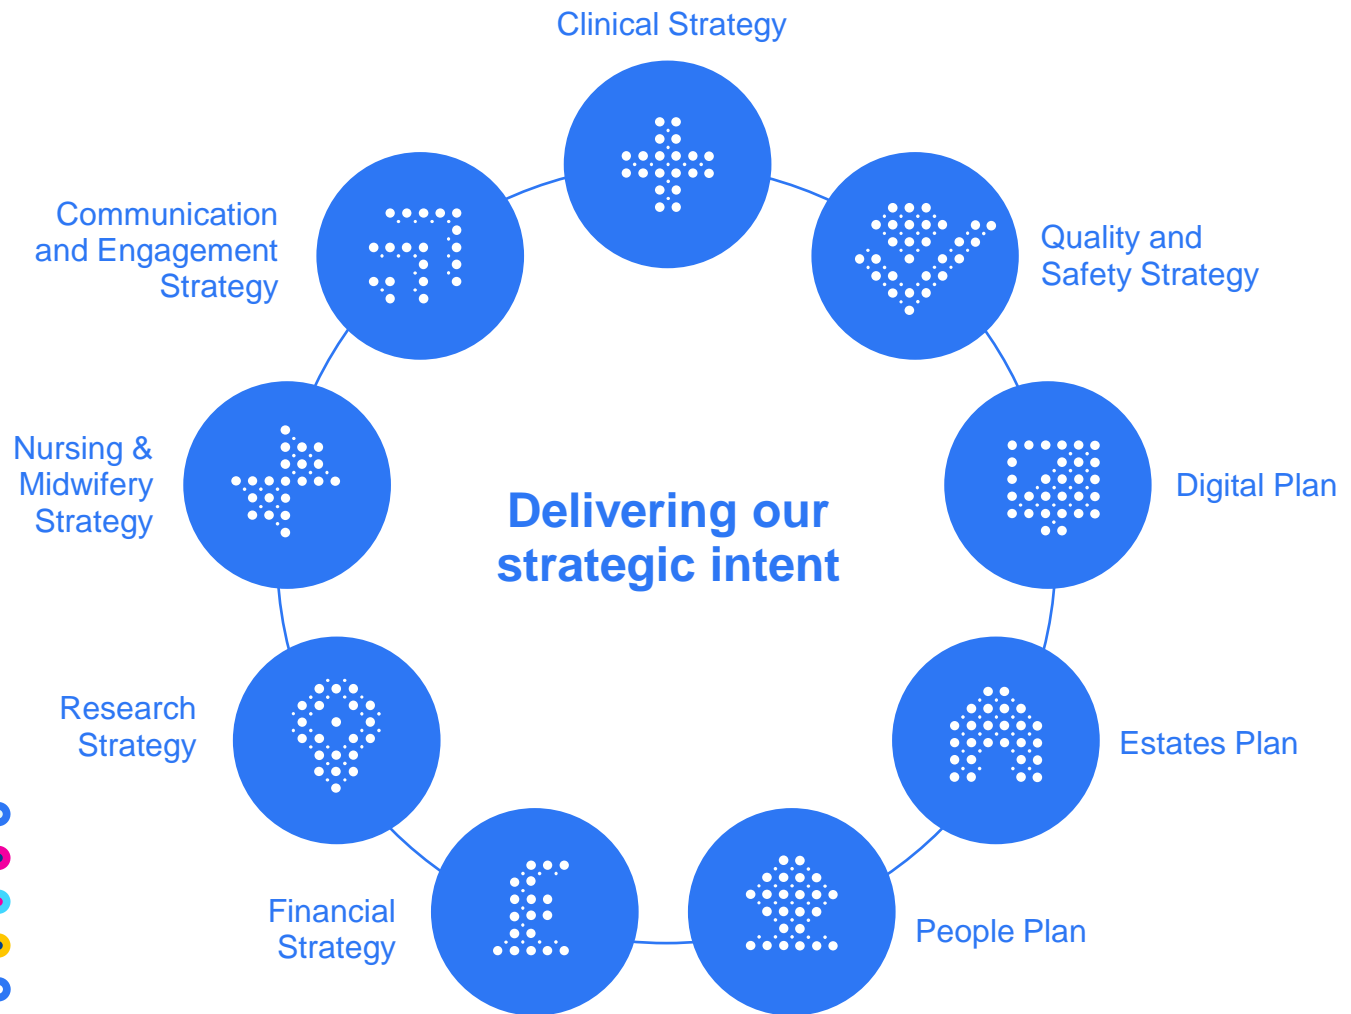 Clinical Strategy
Communication
and Engagement
Strategy
Quality and
Safety Strategy
Nursing &
Midwifery
Strategy
Delivering our
strategic intent
Digital Plan
Research
Strategy
Estates Plan
Financial
Strategy
People Plan